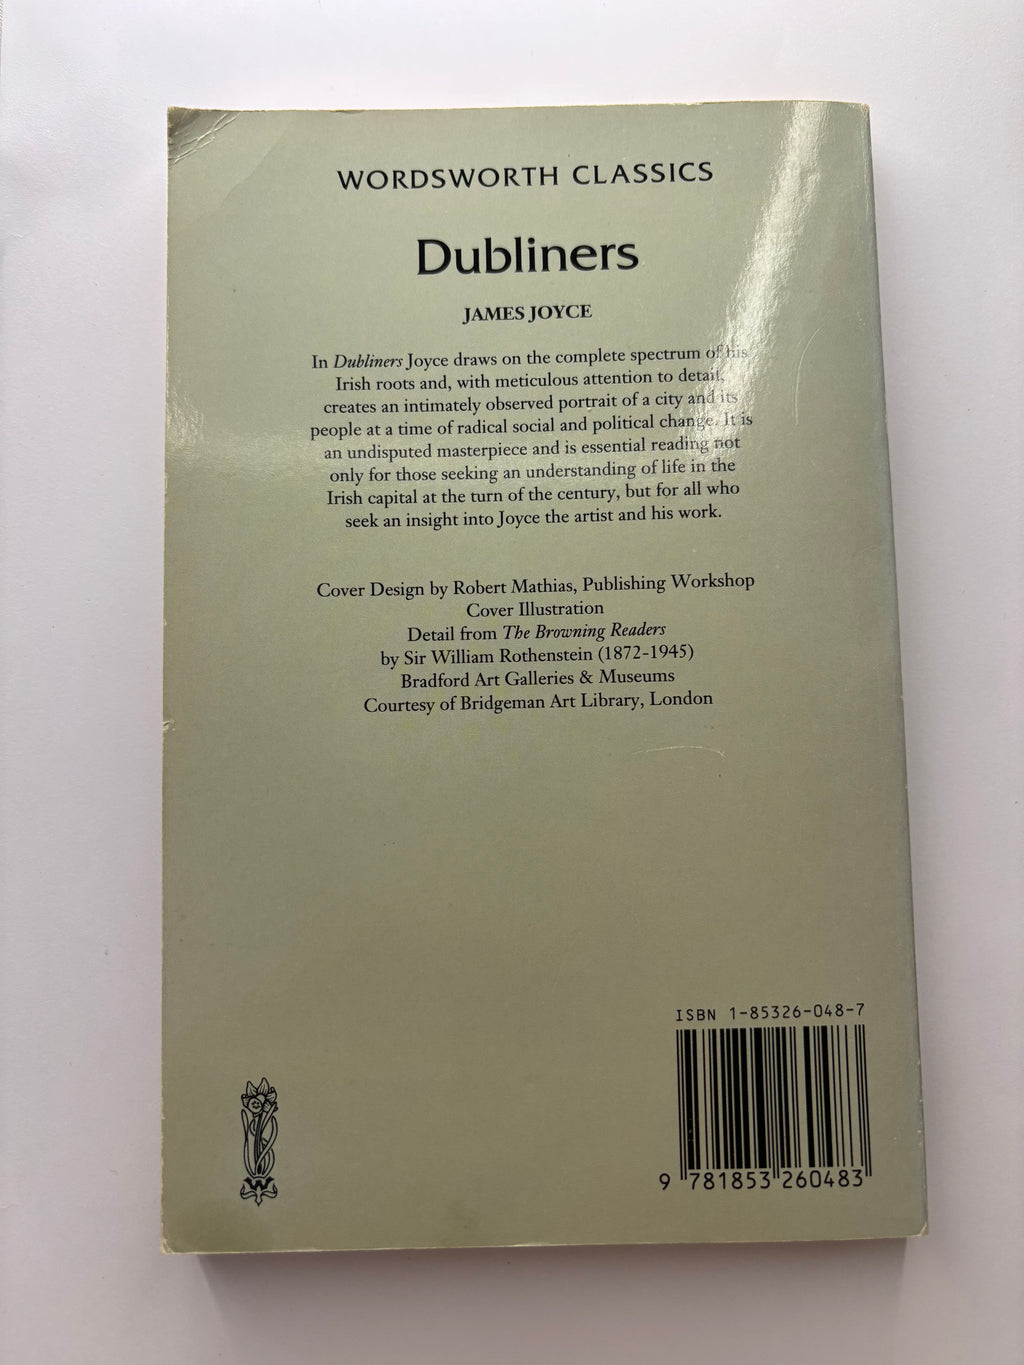 WORDSWORTH CLASSICS
Dubliners
JAMES JOYCE
In Dubliners Joyce draws on the complete spectrum of his
Irish roots and, with meticulous attention to detail,
creates an intimately observed portrait of a city and its
people at a time of radical social and political change. It is
an undisputed masterpiece and is essential reading not
only for those seeking an understanding of life in the
Irish capital at the turn of the century, but for all who
seek an insight into Joyce the artist and his work.
Cover Design by Robert Mathias, Publishing Workshop
Cover Illustration
Detail from The Browning Readers
by Sir William Rothenstein (1872-1945)
Bradford Art Galleries & Museums
Courtesy of Bridgeman Art Library, London
ISBN 1-85326-048-7
9 781853 260483
W